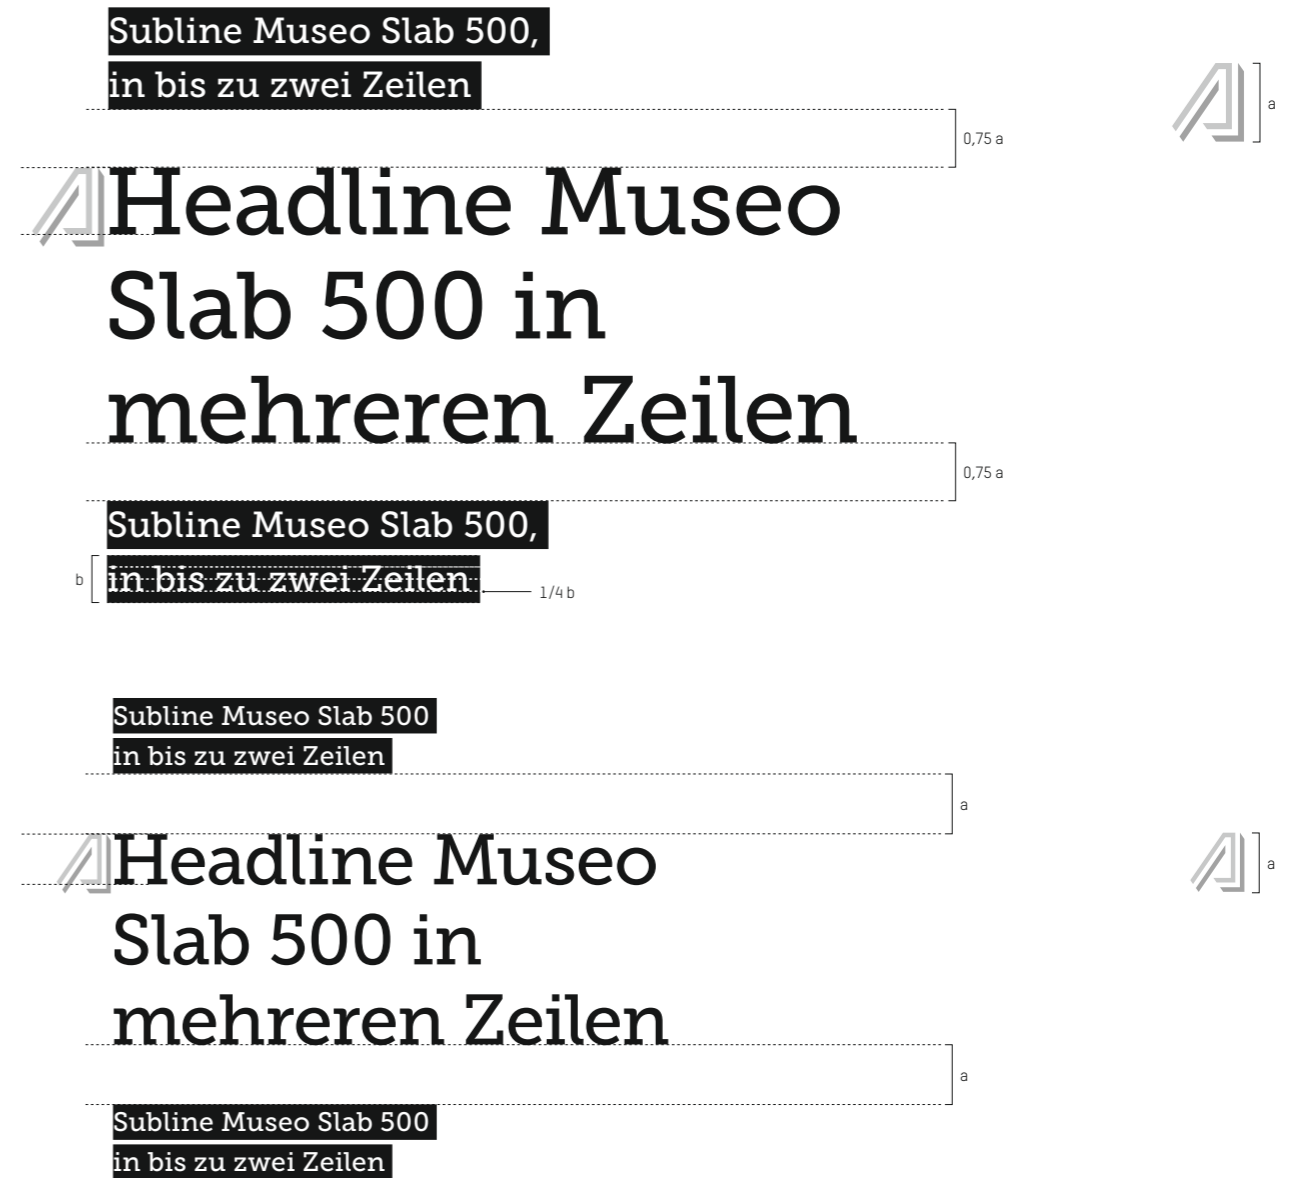 Subline Museo Slab 500,
in bis zu zwei Zeilen
a
0,75 a
Headline Museo
Slab 500 in
mehreren Zeilen
0,75 a
Subline Museo Slab 500,
b
in bis zu zwei Zeilen
1/4 b
Subline Museo Slab 500
in bis zu zwei Zeilen
a
Headline Museo
a
Slab 500 in
mehreren Zeilen
a
Subline Museo Slab 500
in bis zu zwei Zeilen